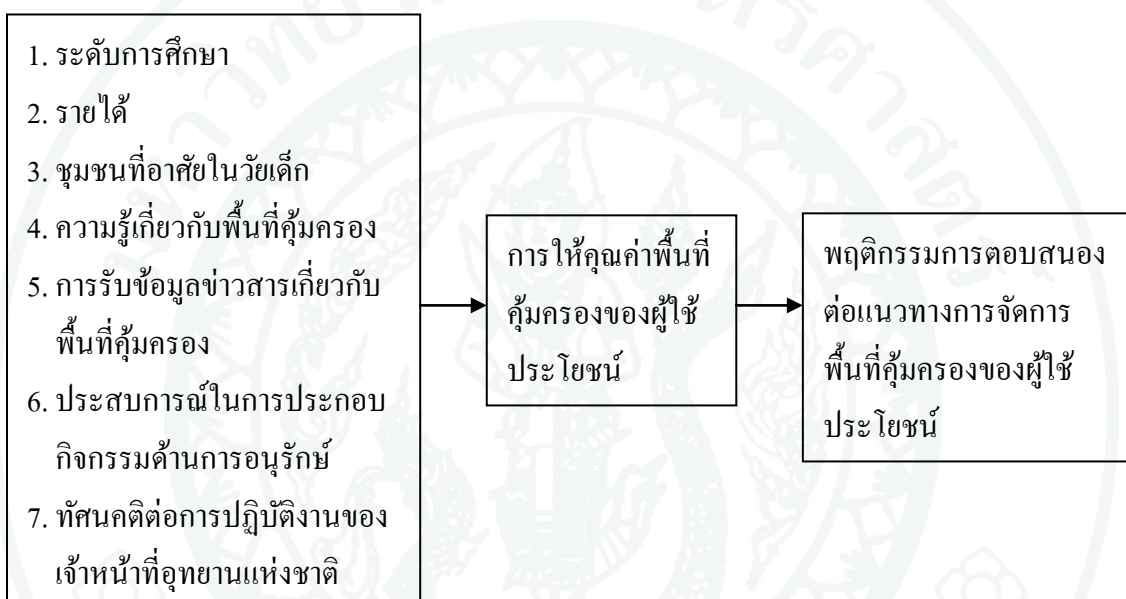 1. ระดับการศึกษา
2. รายได้
3. ชุมชนที่อาศัยในวัยเด็ก
4. ความรู้เกี่ยวกับพื้นที่คุ้มครอง
5. การรับข้อมูลข่าวสารเกี่ยวกับ
พื้นที่คุ้มครอง
6. ประสบการณ์ในการประกอบ
กิจกรรมด้านการอนุรักษ์
7. ทัศนคติต่อการปฏิบัติงานของ
เจ้าหน้าที่อุทยานแห่งชาติ
การให้คุณค่าพื้นที่
คุ้มครองของผู้ใช้
ประโยชน์
พฤติกรรมการตอบสนอง
ต่อแนวทางการจัดการ
พื้นที่คุ้มครองของผู้ใช้
ประโยชน์